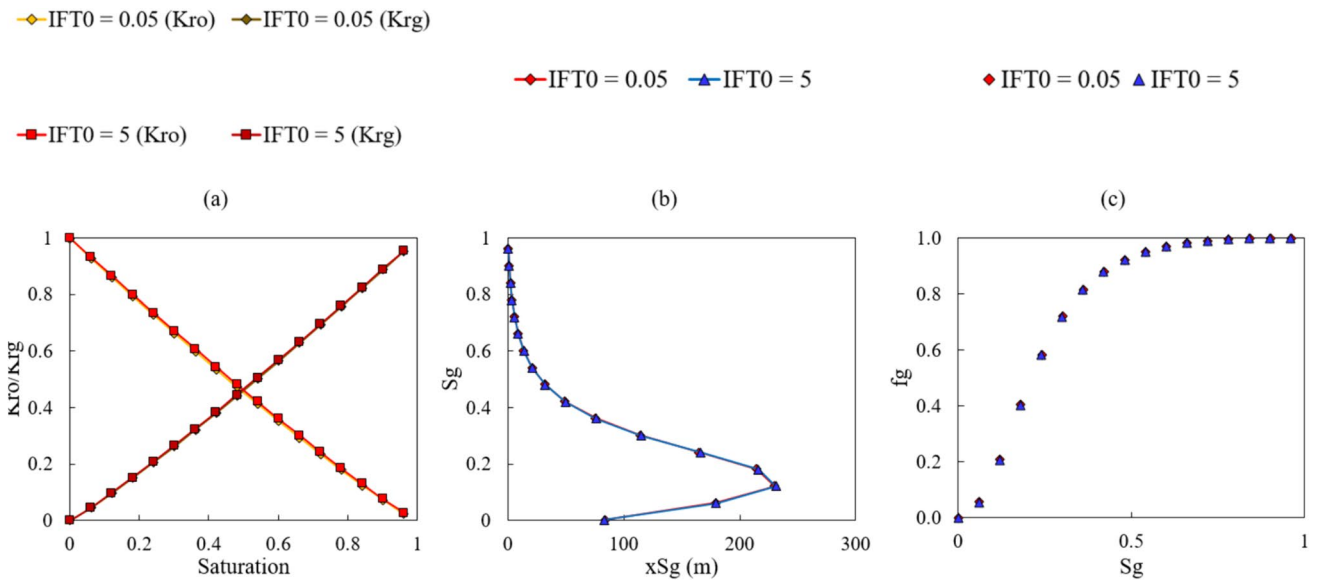 IFT0 = 0.05 (Kro) IFT0 = 0.05 (Krg)
IFT0 = 5 (Kro) IFT0 = 5 (Krg)
(a)
Kro/Krg
1
0.8
0.6
0.4
0.2
0
0 0.2 0.4 0.6 0.8 1
Saturation
IFT0 = 0.05 IFT0 = 5
(b)
Sg
1
0.8
0.6
0.4
0.2
0
0 100 200 300
xSg (m)
IFT0 = 0.05 IFT0 = 5
(c)
fg
1.0
0.8
0.6
0.4
0.2
0.0
0 0.5 1
Sg